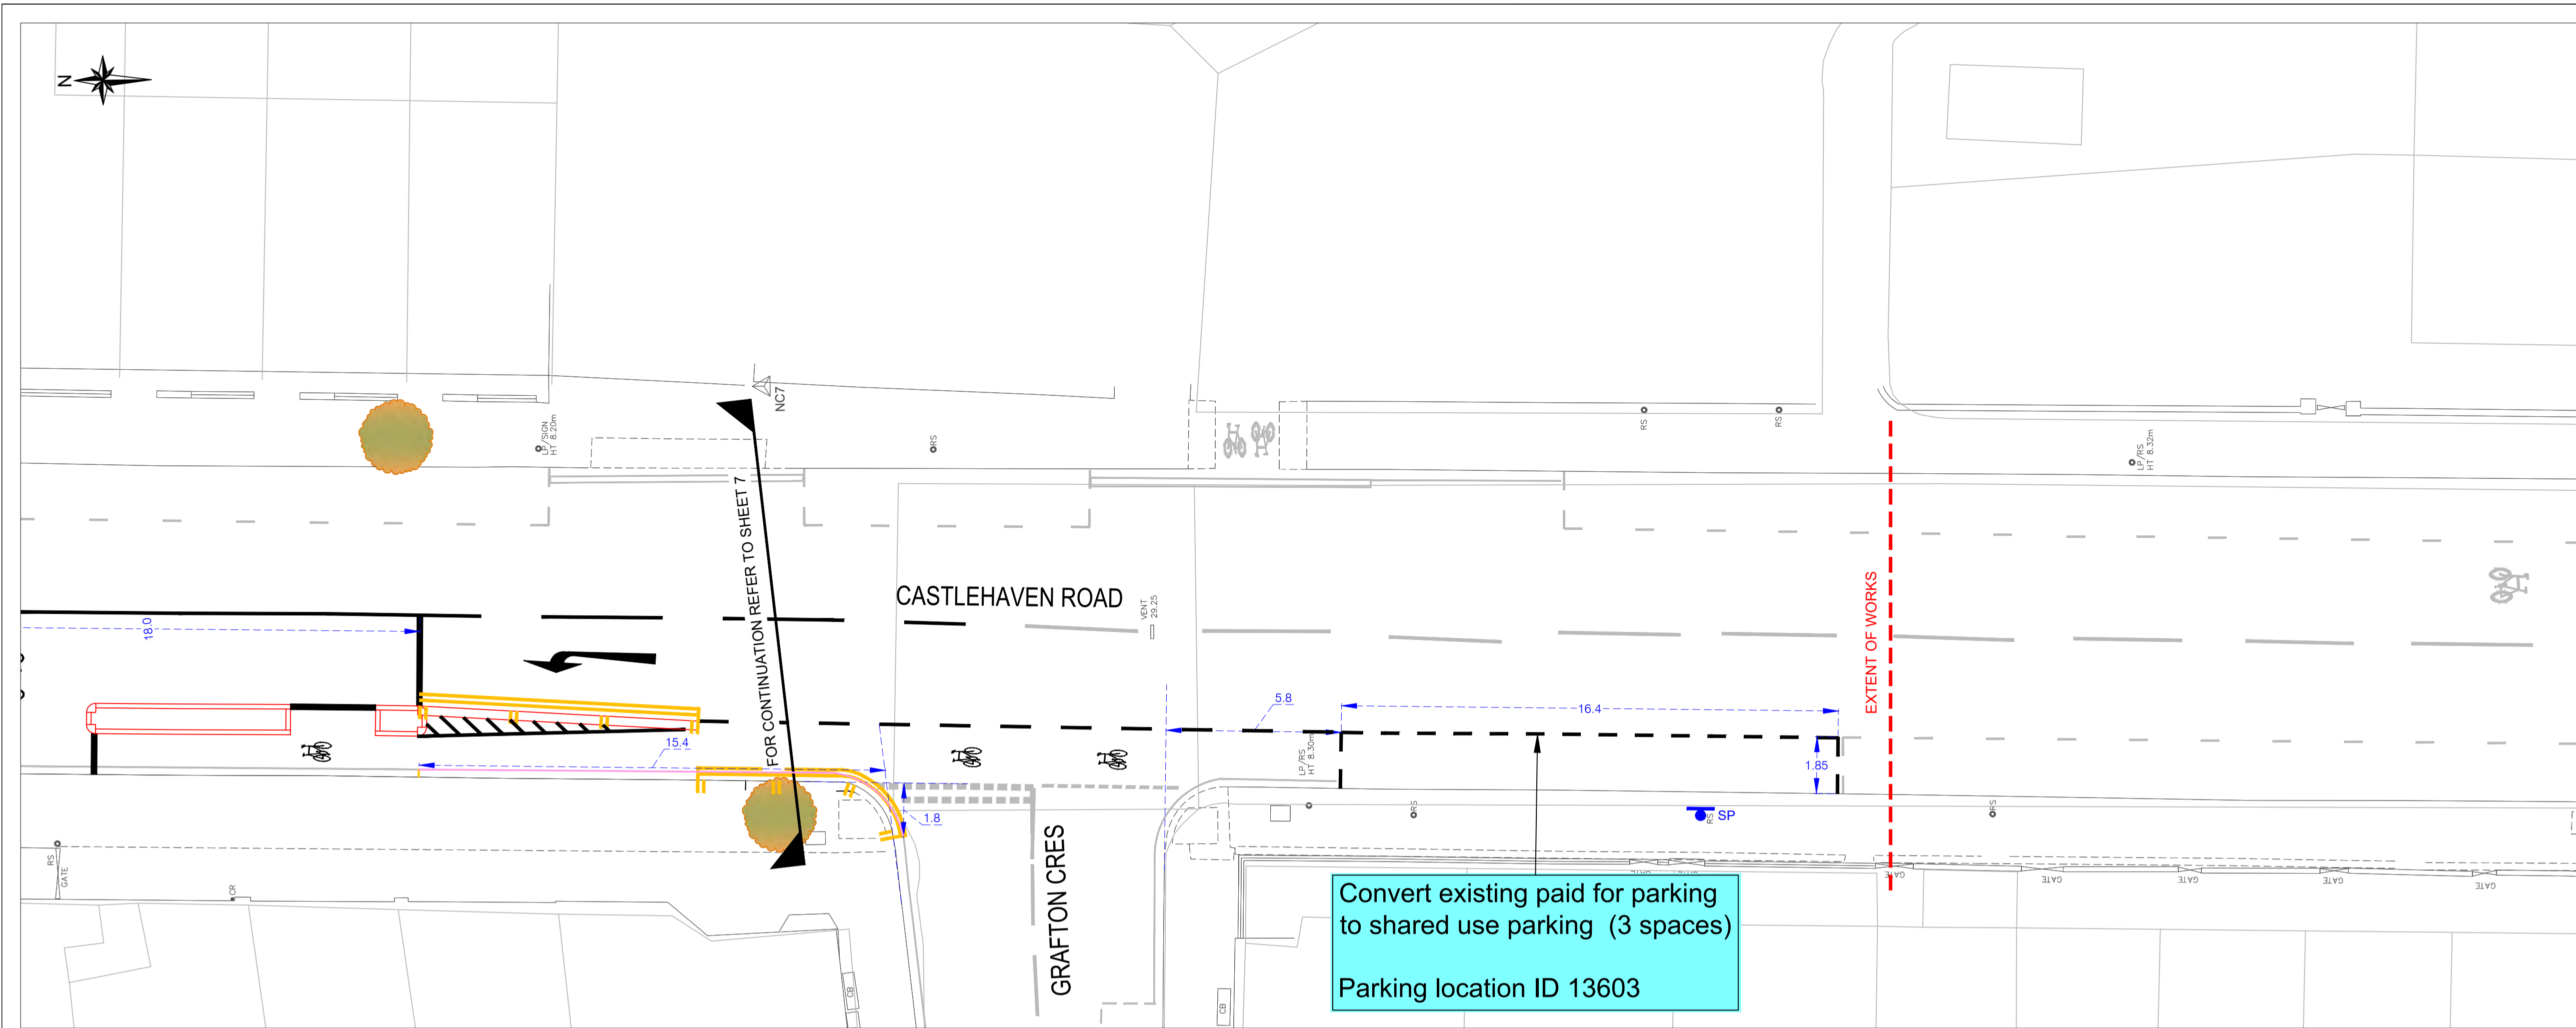 N
LP/SIGN
HT 8.20m
NC7
RS
RS
RS
LP/RS
HT 8.32m
FOR CONTINUATION REFER TO SHEET 7
CASTLEHAVEN ROAD
VENT
29.25
EXTENT OF WORKS
18.0
15.4
5.8
16.4
1.85
1.8
LP/RS
HT 8.30m
RS
RS
SP
RS
RS
GATE
CR
GRAFTON CRES
GATE
GATE
GATE
GATE
GATE
CB
CB
Convert existing paid for parking
to shared use parking (3 spaces)
Parking location ID 13603